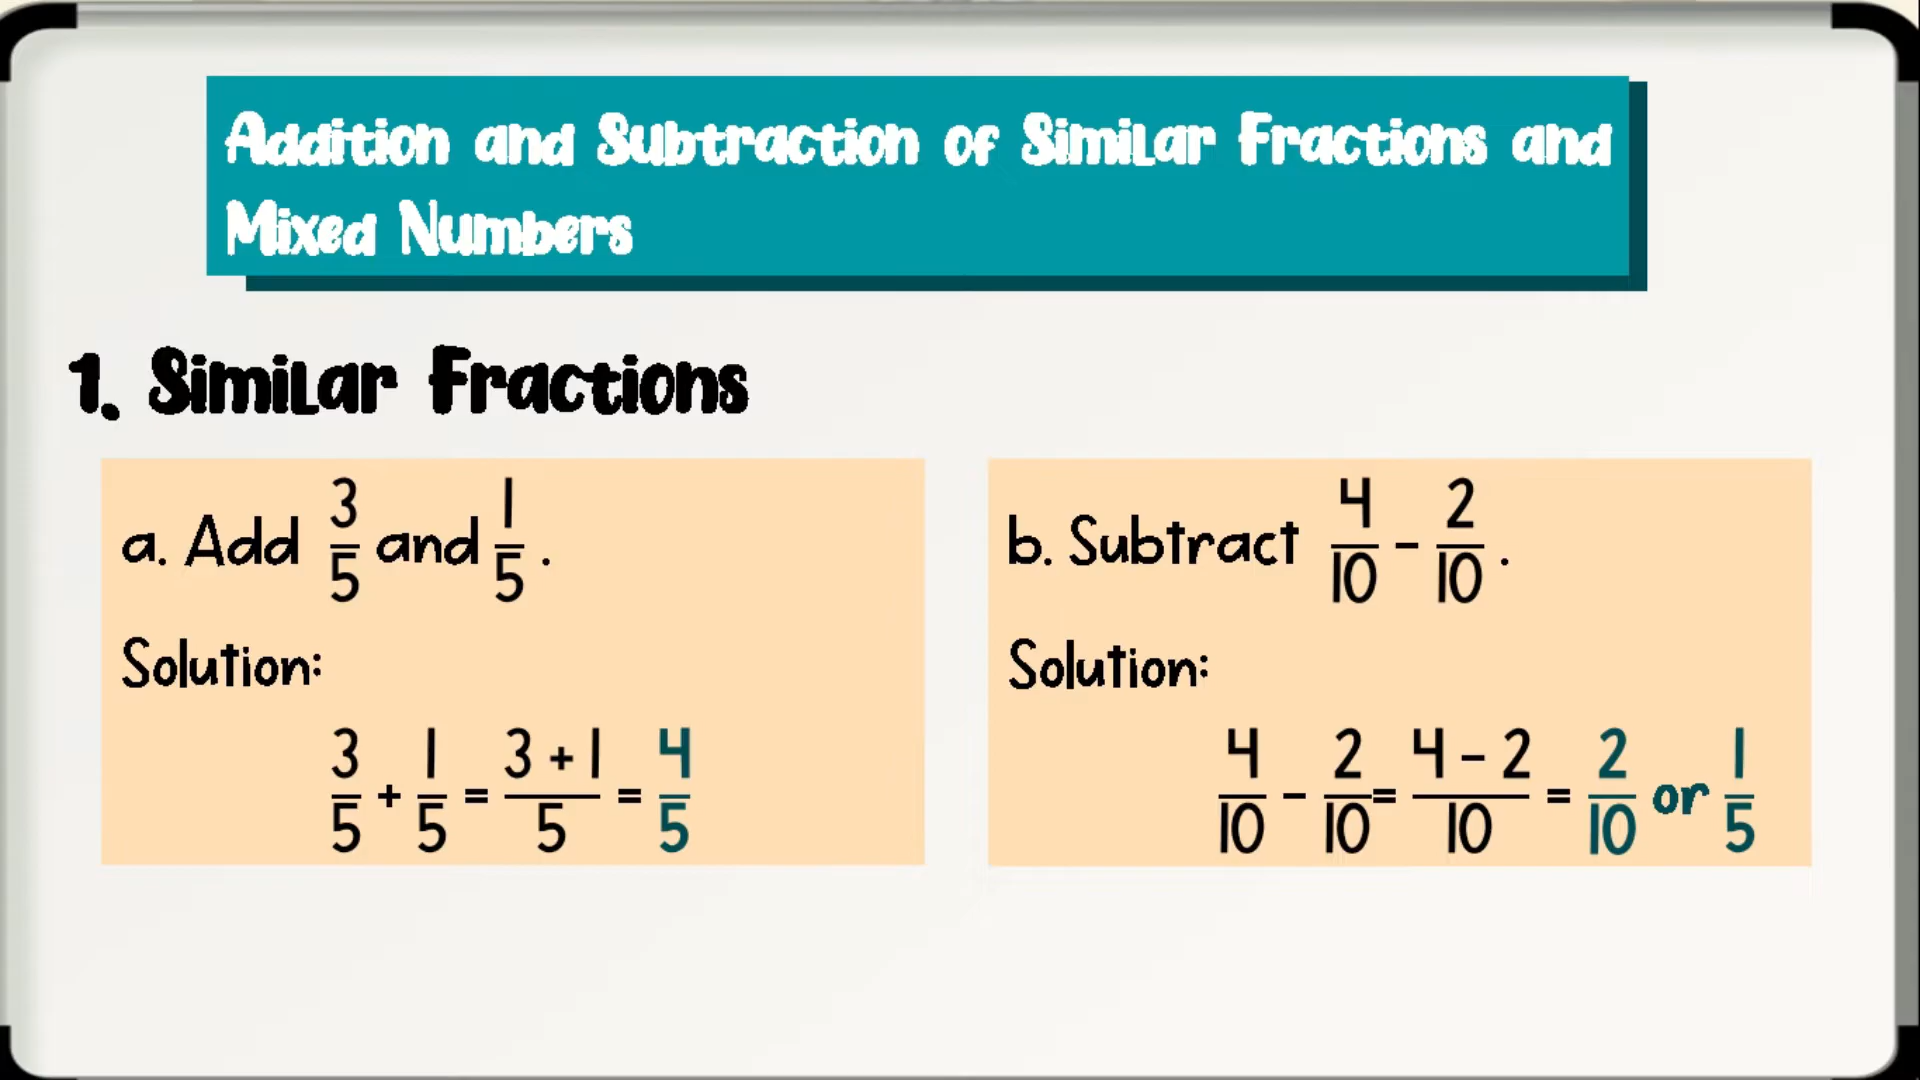 Addition and Subtraction of Similar Fractions and
Mixed Numbers
1. Similar Fractions
a. Add 3/5 and 1/5.
Solution:
3/5 + 1/5 = (3 + 1)/5 = 4/5
b. Subtract 4/10 - 2/10.
Solution:
4/10 - 2/10 = (4 - 2)/10 = 2/10 or 1/5